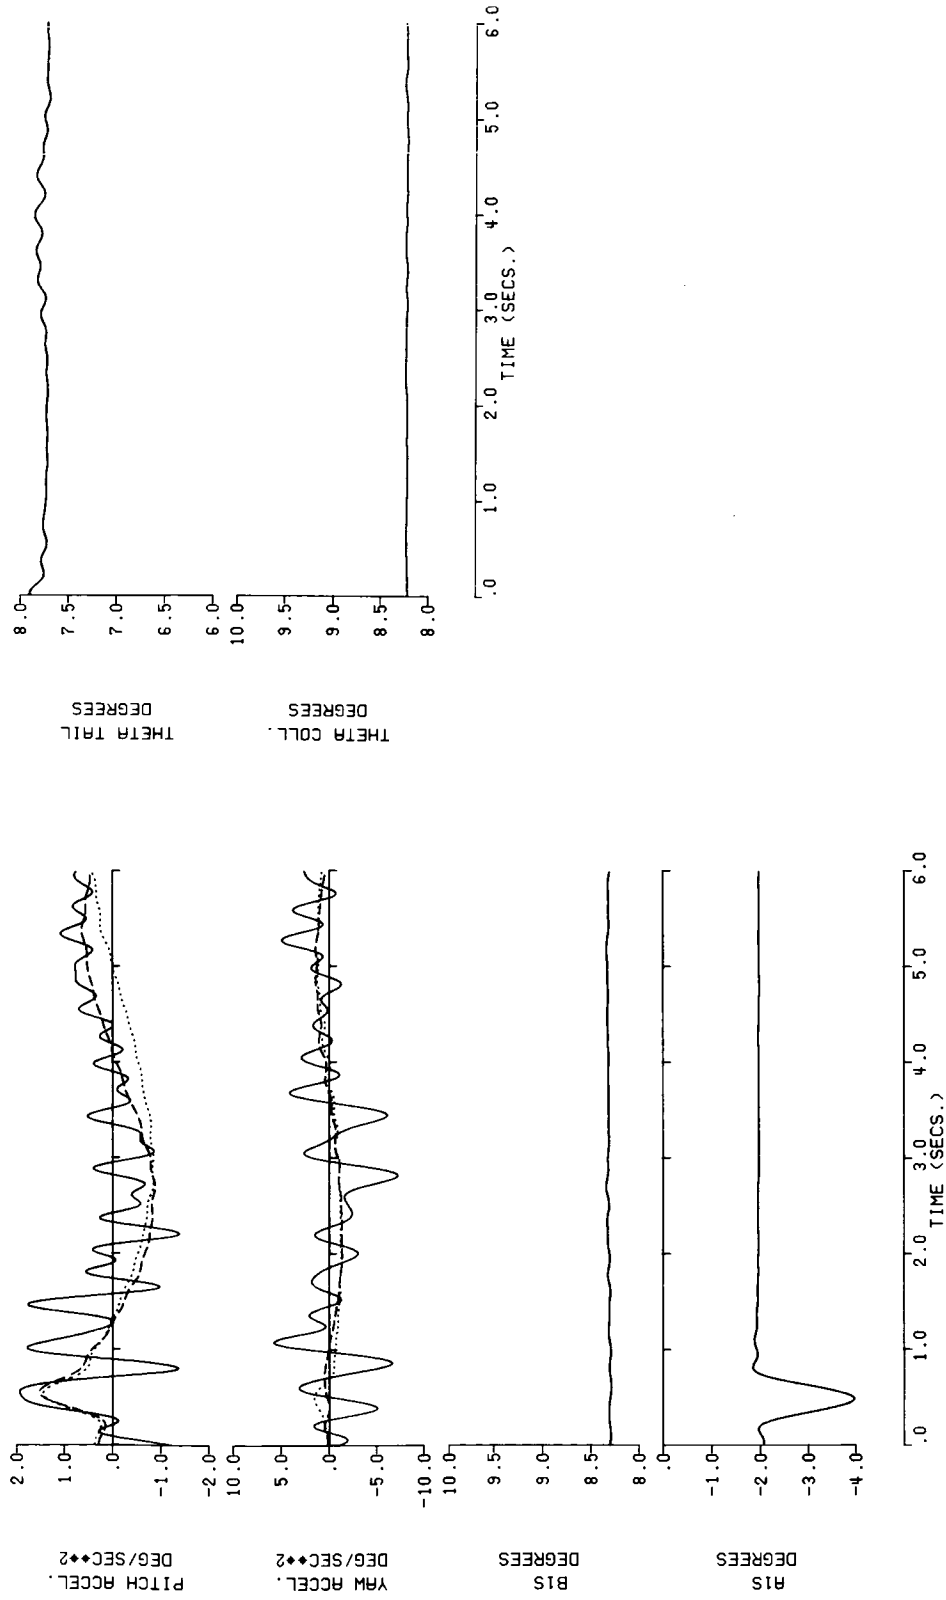 PITCH ACCEL.
DEG/SEC**2
2.0
1.0
.0
-1.0
-2.0
YAW ACCEL.
DEG/SEC**2
10.0
5.0
.0
-5.0
-10.0
B1S
DEGREES
10.0
9.5
9.0
8.5
8.0
A1S
DEGREES
.0
-1.0
-2.0
-3.0
-4.0
.0 1.0 2.0 3.0 4.0 5.0 6.0
TIME (SECS.)
THETA TAIL
DEGREES
8.0
7.5
7.0
6.5
6.0
THETA COLL.
DEGREES
10.0
9.5
9.0
8.5
8.0
.0 1.0 2.0 3.0 4.0 5.0 6.0
TIME (SECS.)